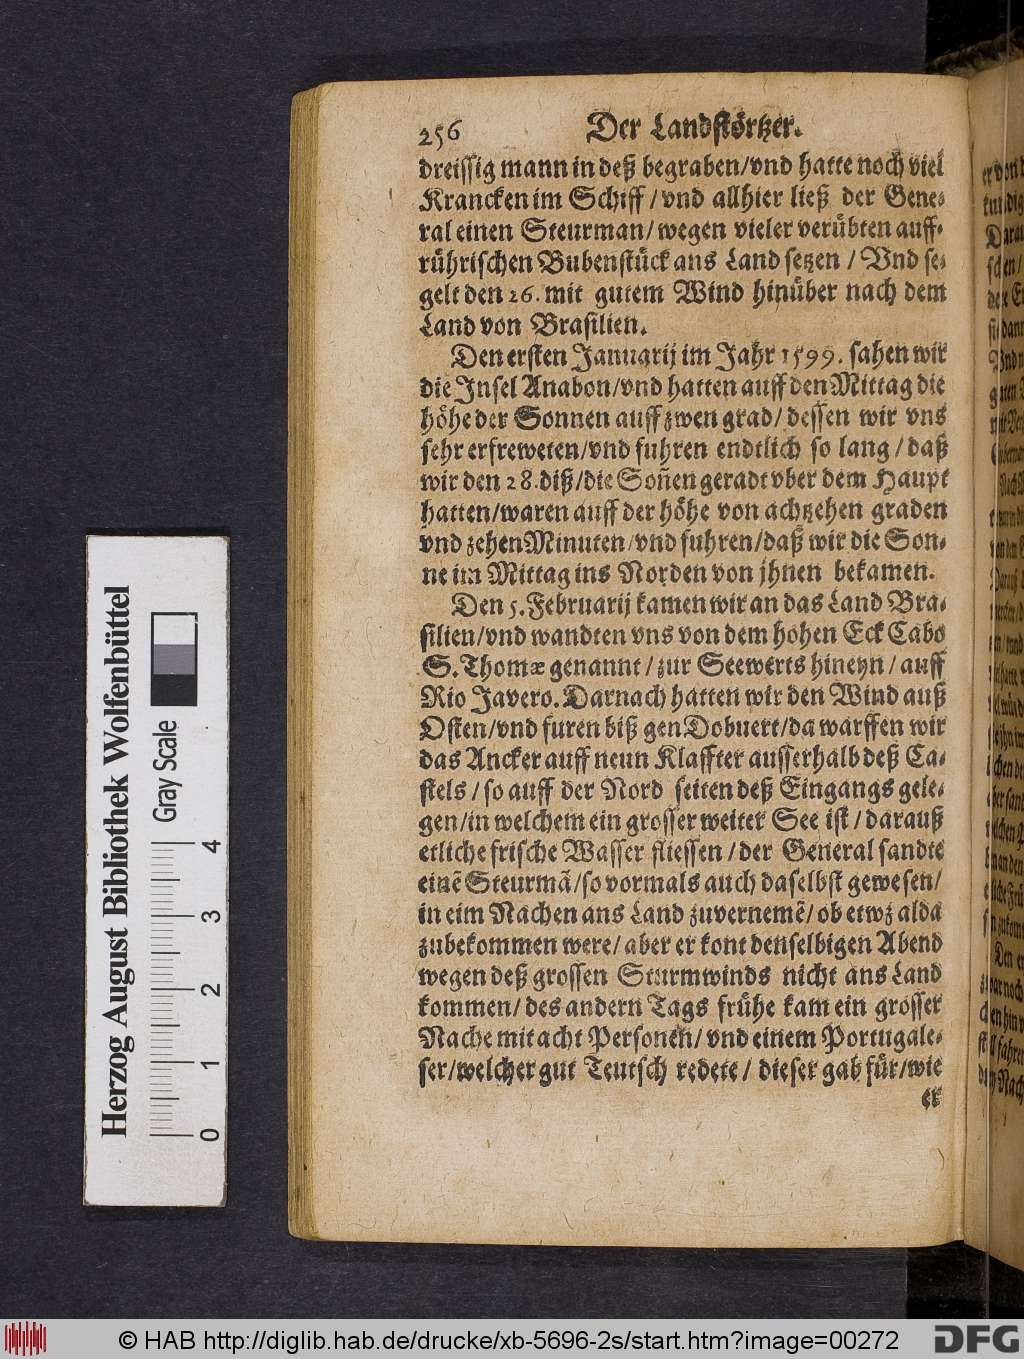 256 Der Landstörtzer.
dreissig mann in deß begraben/vnd hatte noch viel
Krancken im Schiff/vnd allhier ließ der Gene-
ral einen Steurman/wegen vieler verübten auff-
rührischen Bubenstück ans Land setzen/Vnd se-
gelt den 26. mit gutem Wind hinüber nach dem
Land von Brasilien.
Den ersten Januarij im Jahr 1599. sahen wir
die Insel Anabon/vnd hatten auff den Mittag die
höhe der Sonnen auff zwen grad/dessen wir vns
sehr erfreweten/vnd fuhren endtlich so lang/daß
wir den 28. diß/die Soñen geradt vber dem Haupt
hatten/waren auff der höhe von achtzehen graden
vnd zehen Minuten/vnd fuhren/daß wir die Son-
ne im Mittag ins Norden von jhnen bekamen.
Den 5. Februarij kamen wir an das Land Bra-
silien/vnd wandten vns von dem hohen Eck Cabo
S. Thomæ genannt/zur Seewerts hineyn/auff
Rio Javero. Darnach hatten wir den Wind auß
Osten/vnd furen biß gen Dobuert/da warffen wir
das Ancker auff neun Klaffter ausserhalb deß Ca-
stels/so auff der Nord seiten deß Eingangs gele-
gen/in welchem ein grosser weiter See ist/darauß
etliche frische Wasser fliessen/der General sandte
einẽ Steurmã/so vormals auch daselbst gewesen/
in eim Nachen ans Land zuvernemẽ/ob etwz alda
zubekommen were/aber er kont denselbigen Abend
wegen deß grossen Sturmwinds nicht ans Land
kommen/des andern Tags frühe kam ein grosser
Nache mit acht Personen/vnd einem Portugale-
ser/welcher gut Teutsch redete/dieser gab für/wie
er
Herzog August Bibliothek Wolfenbüttel
Gray Scale
0 1 2 3 4
© HAB http://diglib.hab.de/drucke/xb-5696-2s/start.htm?image=00272
DFG